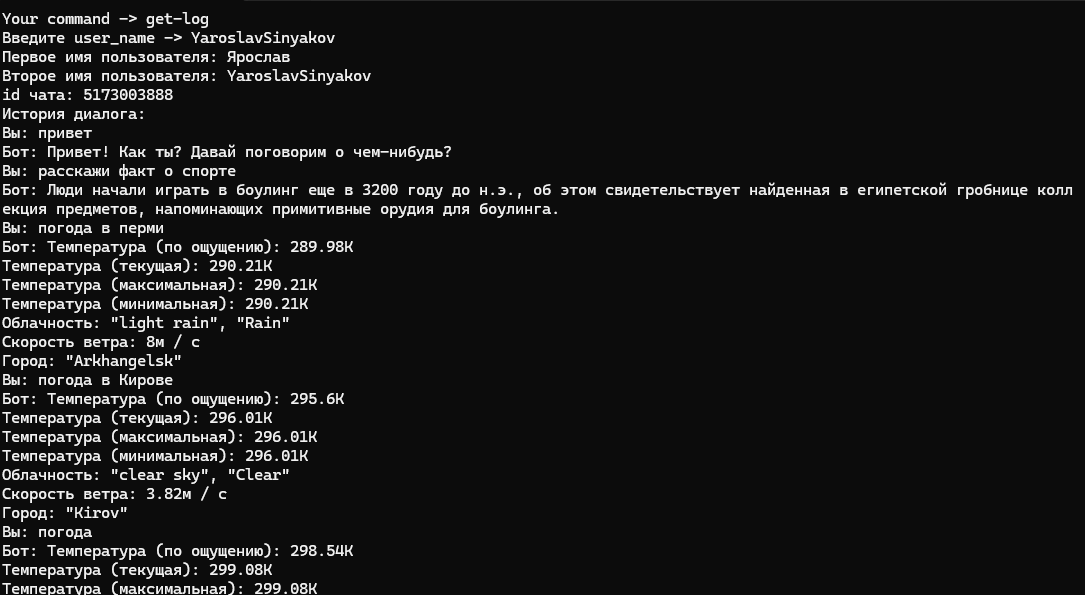 Your command -> get-log
Введите user_name -> YaroslavSinyakov
Первое имя пользователя: Ярослав
Второе имя пользователя: YaroslavSinyakov
id чата: 5173003888
История диалога:
Вы: привет
Бот: Привет! Как ты? Давай поговорим о чем-нибудь?
Вы: расскажи факт о спорте
Бот: Люди начали играть в боулинг еще в 3200 году до н.э., об этом свидетельствует найденная в египетской гробнице колл
екция предметов, напоминающих примитивные орудия для боулинга.
Вы: погода в перми
Бот: Температура (по ощущению): 289.98К
Температура (текущая): 290.21К
Температура (максимальная): 290.21К
Температура (минимальная): 290.21К
Облачность: "light rain", "Rain"
Скорость ветра: 8м / с
Город: "Arkhangelsk"
Вы: погода в Кирове
Бот: Температура (по ощущению): 295.6К
Температура (текущая): 296.01К
Температура (максимальная): 296.01К
Температура (минимальная): 296.01К
Облачность: "clear sky", "Clear"
Скорость ветра: 3.82м / с
Город: "Kirov"
Вы: погода
Бот: Температура (по ощущению): 298.54К
Температура (текущая): 299.08К
Температура (максимальная): 299.08К